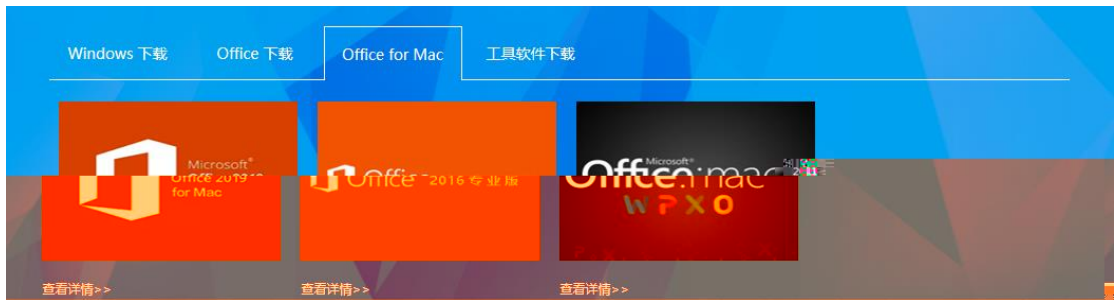 Windows 下载
Office 下载
Office for Mac
工具软件下载
Microsoft®
for Mac
Office 2016 专业版
Microsoft®
Office:mac
W P X O
查看详情>>
查看详情>>
查看详情>>